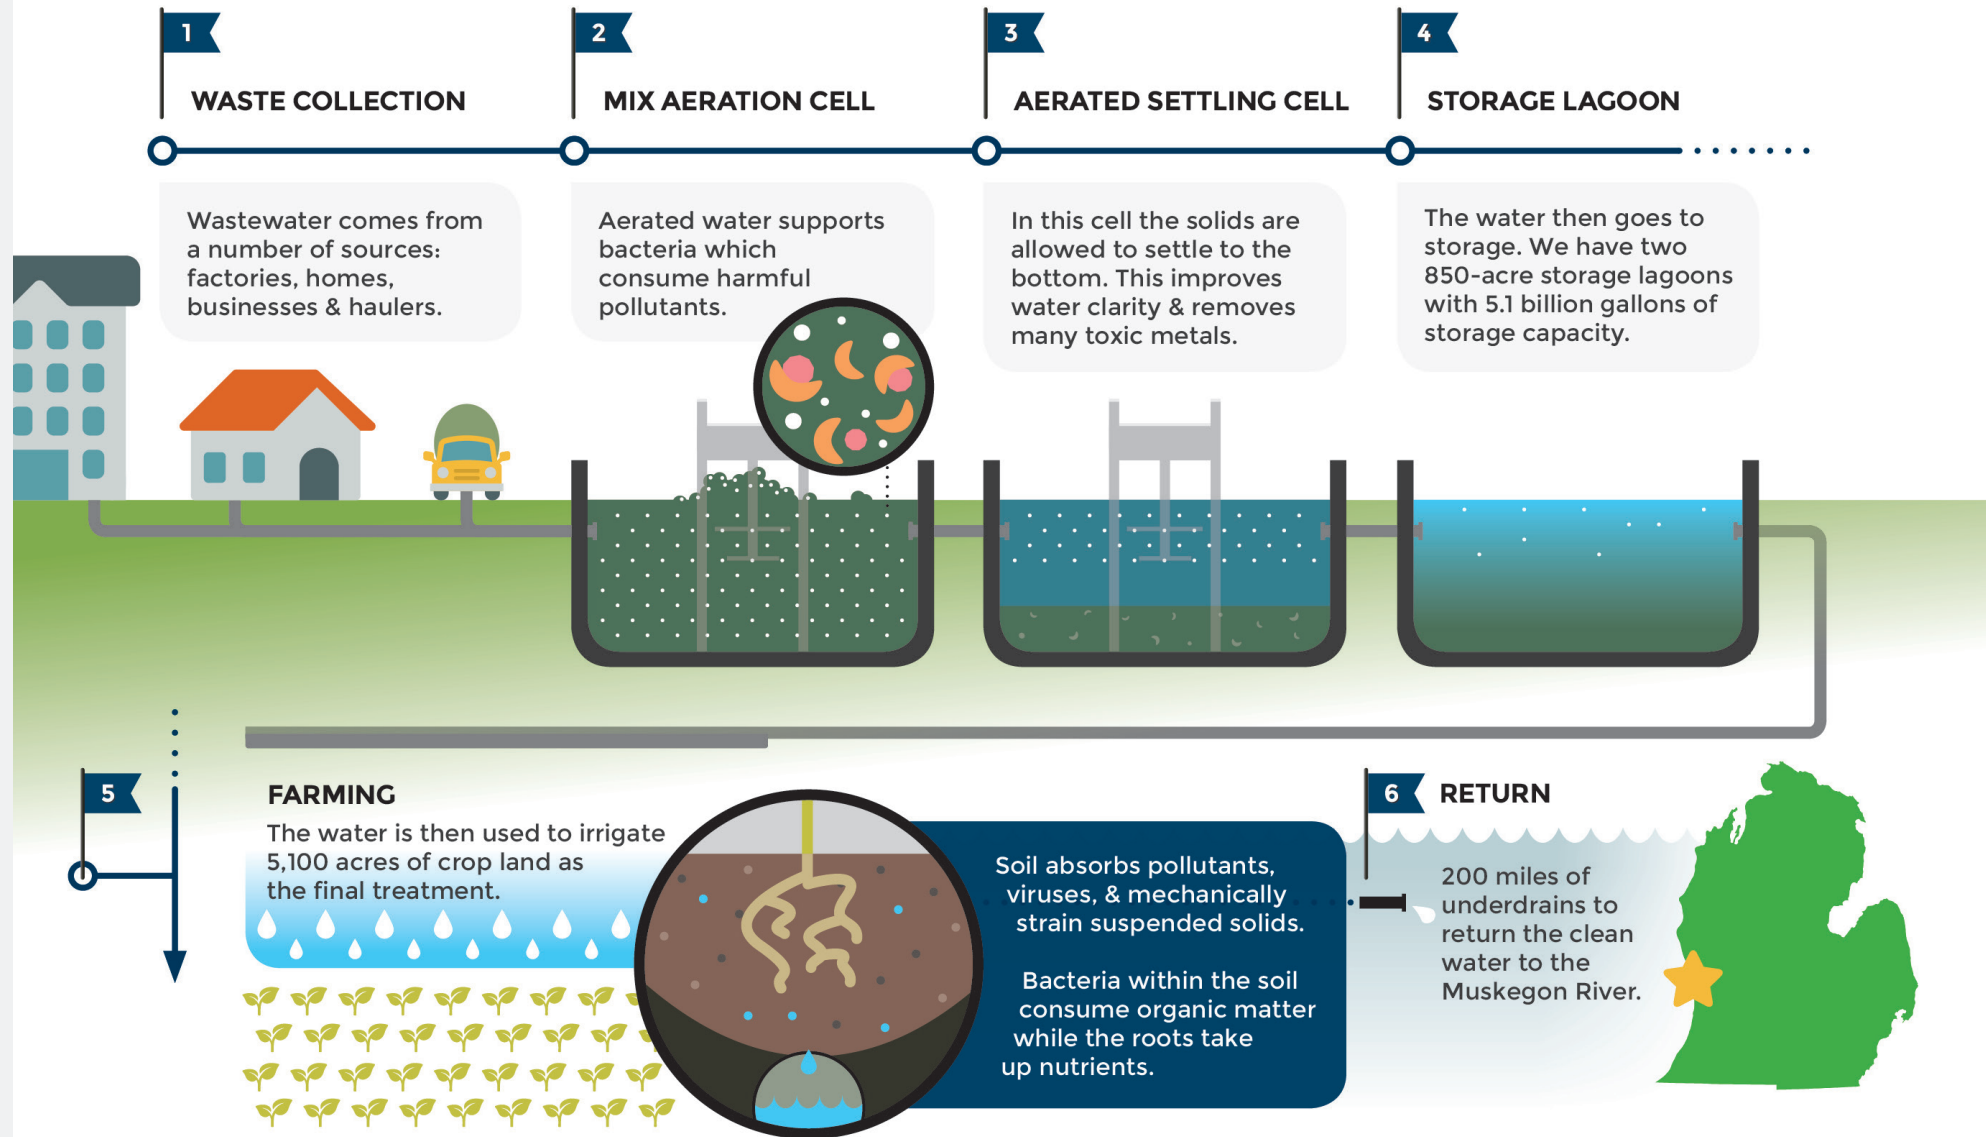 1
WASTE COLLECTION
Wastewater comes from
a number of sources:
factories, homes,
businesses & haulers.
2
MIX AERATION CELL
Aerated water supports
bacteria which
consume harmful
pollutants.
3
AERATED SETTLING CELL
In this cell the solids are
allowed to settle to the
bottom. This improves
water clarity & removes
many toxic metals.
4
STORAGE LAGOON
The water then goes to
storage. We have two
850-acre storage lagoons
with 5.1 billion gallons of
storage capacity.
5
FARMING
The water is then used to irrigate
5,100 acres of crop land as
the final treatment.
Soil absorbs pollutants,
viruses, & mechanically
strain suspended solids.
Bacteria within the soil
consume organic matter
while the roots take
up nutrients.
6
RETURN
200 miles of
underdrains to
return the clean
water to the
Muskegon River.